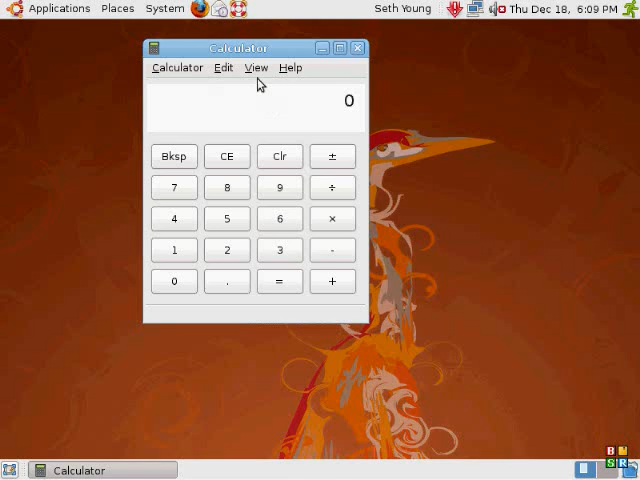 Applications Places System Seth Young Thu Dec 18, 6:09 PM
Calculator
Calculator Edit View Help
0
Bksp CE Clr ±
7 8 9 ÷
4 5 6 ×
1 2 3 -
0 . = +
B N
S R
Calculator